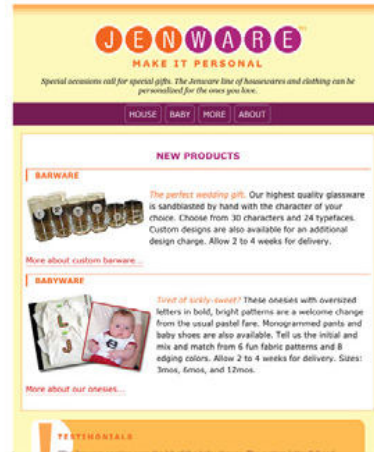 JENWARE
MAKE IT PERSONAL
Special occasions call for special gifts. The Jenware line of housewares and clothing can be
personalized for the ones you love.
HOUSE BABY MORE ABOUT
NEW PRODUCTS
BARWARE
The perfect wedding gift. Our highest quality glassware
is sandblasted by hand with the character of your
choice. Choose from 30 characters and 24 typefaces.
Custom designs are also available for an additional
design charge. Allow 2 to 4 weeks for delivery.
More about custom barware...
BABYWARE
Tired of sickly-sweet? These onesies with oversized
letters in bold, bright patterns are a welcome change
from the usual pastel fare. Monogrammed pants and
baby shoes are also available. Tell us the initial and
mix and match from 6 fun fabric patterns and 8
edging colors. Allow 2 to 4 weeks for delivery. Sizes:
3mos, 6mos, and 12mos.
More about our onesies...
TESTIMONIALS